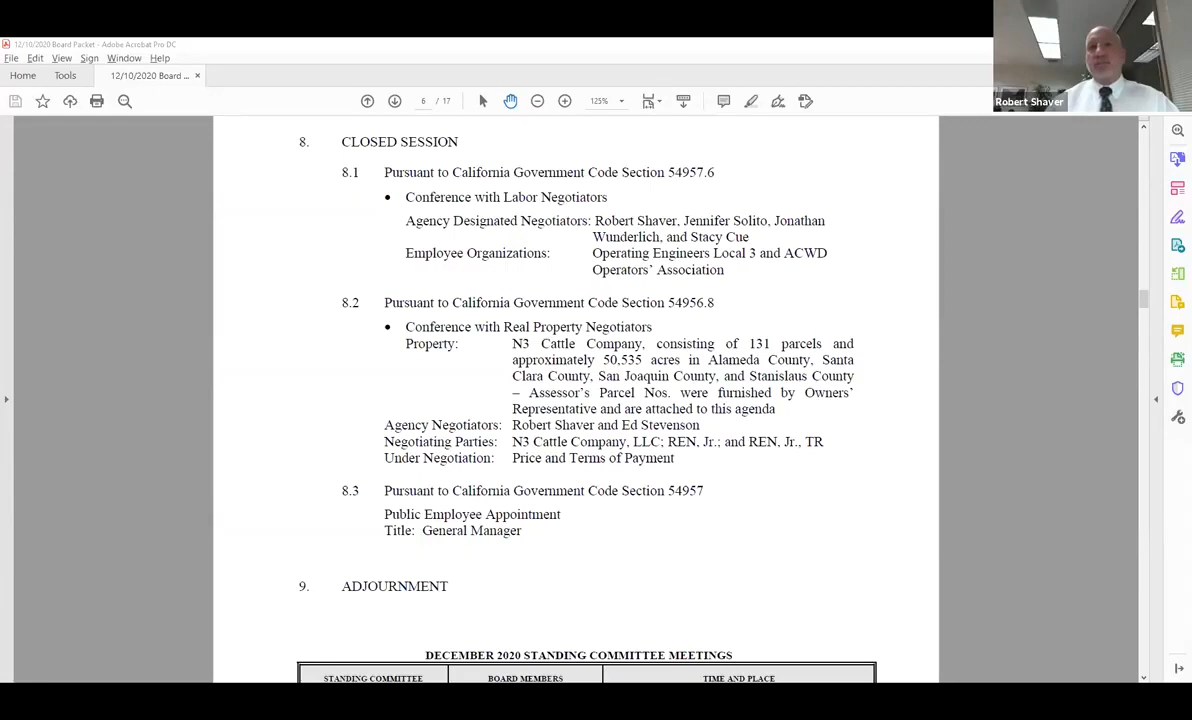 12/10/2020 Board Packet - Adobe Acrobat Pro DC
File Edit View Sign Window Help
Home Tools 12/10/2020 Board ... ×
6 / 17 125%
Robert Shaver
8. CLOSED SESSION
8.1 Pursuant to California Government Code Section 54957.6
• Conference with Labor Negotiators
Agency Designated Negotiators: Robert Shaver, Jennifer Solito, Jonathan
Wunderlich, and Stacy Cue
Employee Organizations: Operating Engineers Local 3 and ACWD
Operators' Association
8.2 Pursuant to California Government Code Section 54956.8
• Conference with Real Property Negotiators
Property: N3 Cattle Company, consisting of 131 parcels and
approximately 50,535 acres in Alameda County, Santa
Clara County, San Joaquin County, and Stanislaus County
– Assessor's Parcel Nos. were furnished by Owners'
Representative and are attached to this agenda
Agency Negotiators: Robert Shaver and Ed Stevenson
Negotiating Parties: N3 Cattle Company, LLC; REN, Jr.; and REN, Jr., TR
Under Negotiation: Price and Terms of Payment
8.3 Pursuant to California Government Code Section 54957
Public Employee Appointment
Title: General Manager
9. ADJOURNMENT
DECEMBER 2020 STANDING COMMITTEE MEETINGS
STANDING COMMITTEE BOARD MEMBERS TIME AND PLACE